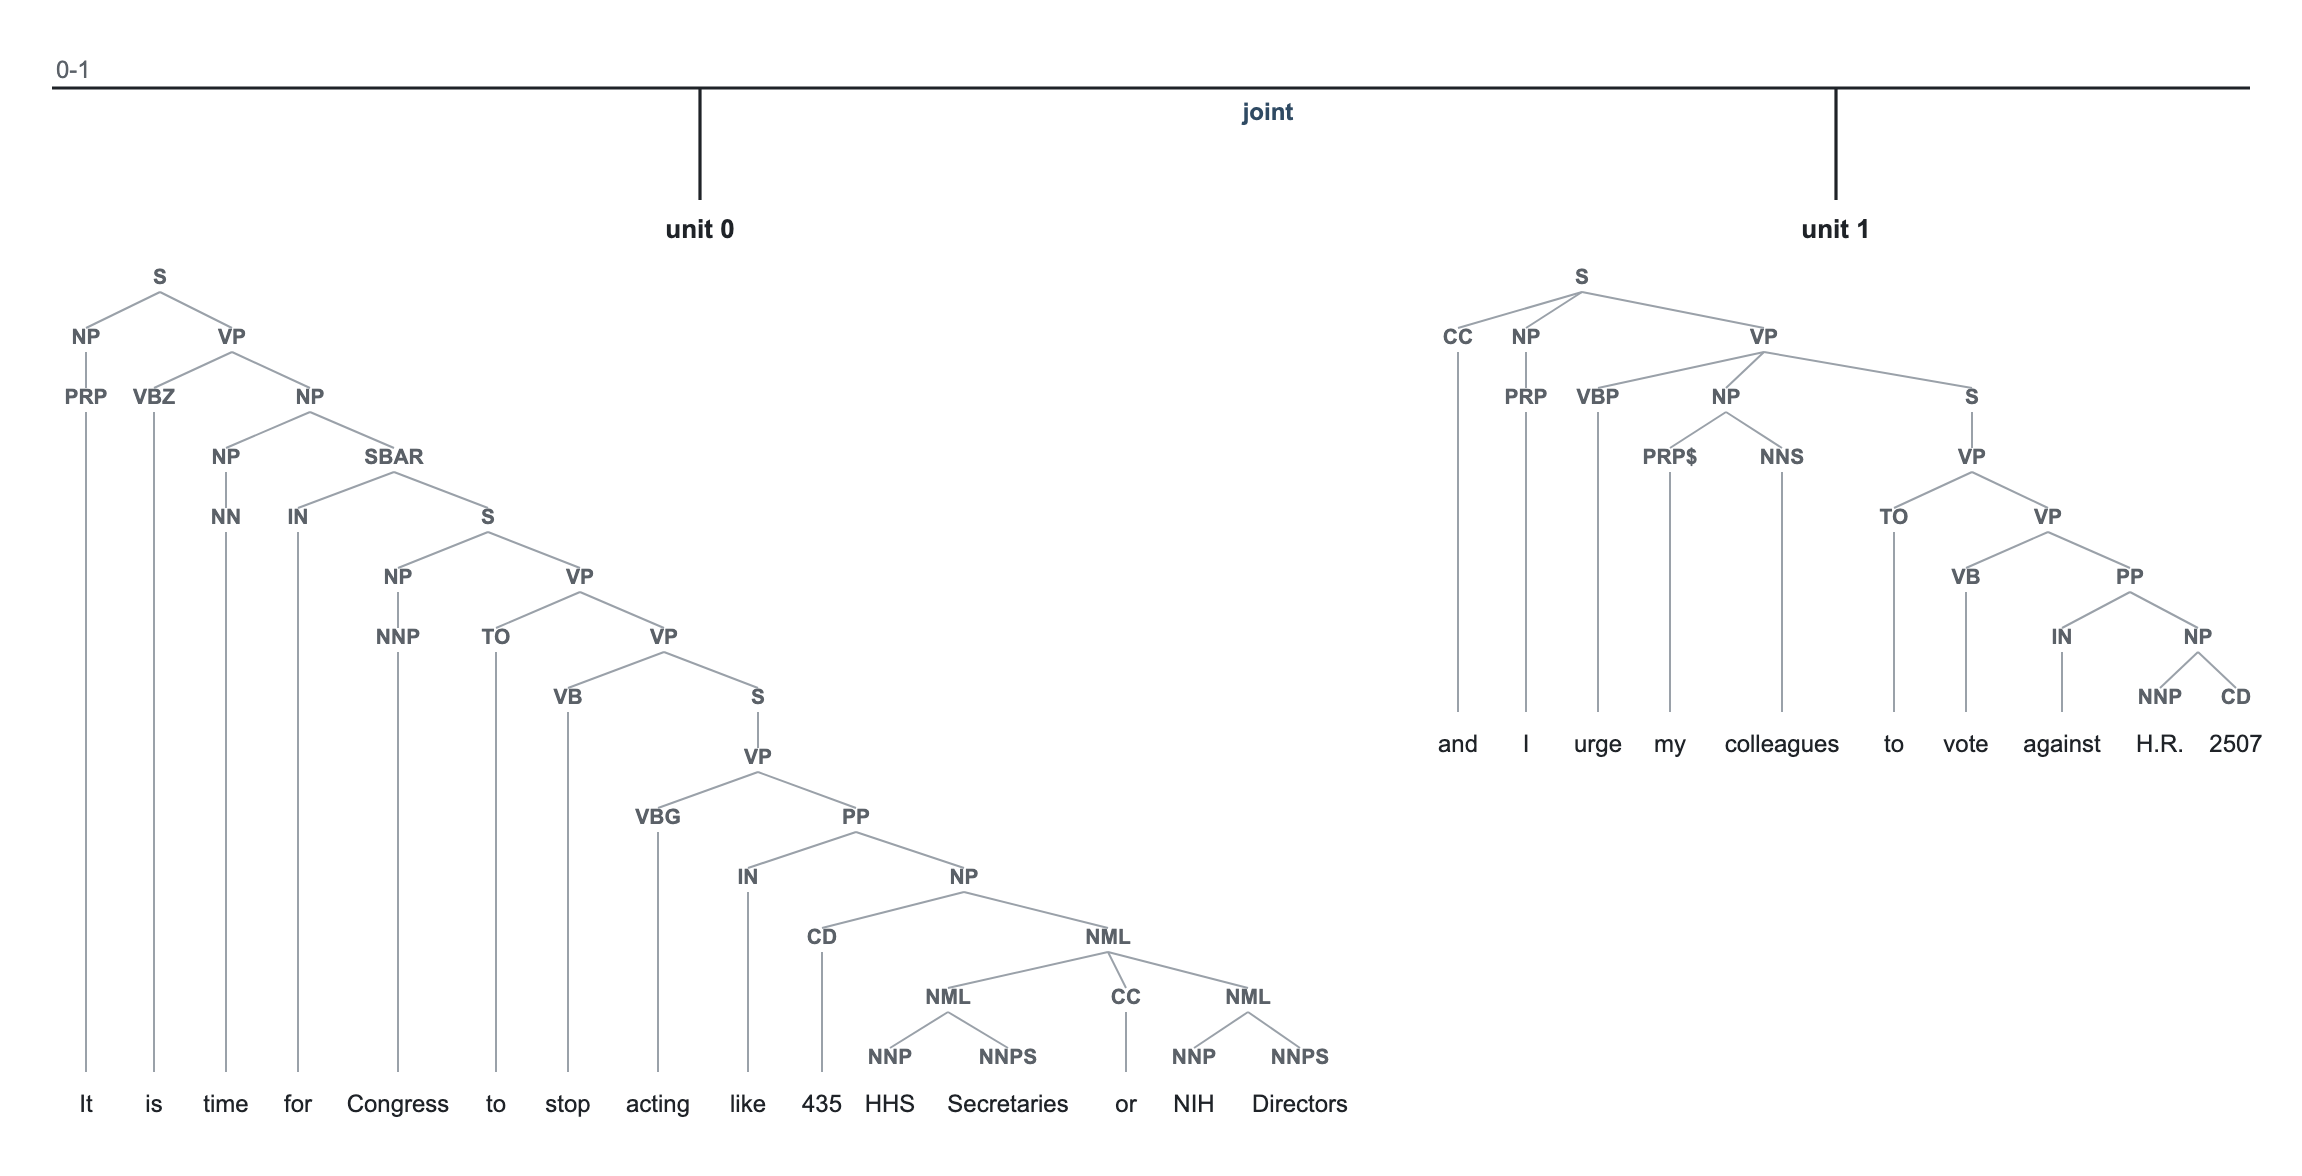 0-1
joint
unit 0 unit 1
S S
NP VP CC NP VP
PRP VBZ NP PRP VBP NP S
NP SBAR PRP$ NNS VP
NN IN S TO VP
NP VP VB PP
NNP TO VP IN NP
VB S NNP CD
and I urge my colleagues to vote against H.R. 2507
VP
VBG PP
IN NP
CD NML
NML CC NML
NNP NNPS NNP NNPS
It is time for Congress to stop acting like 435 HHS Secretaries or NIH Directors